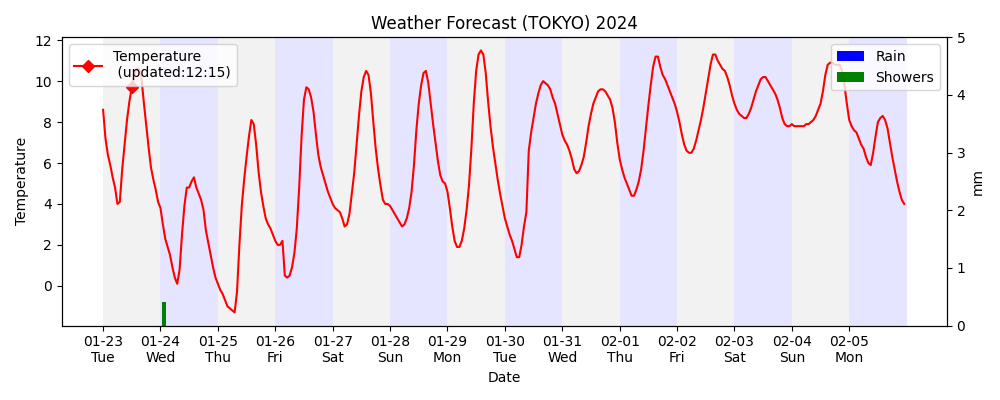 Weather Forecast (TOKYO) 2024
Temperature
(updated:12:15)
Rain
Showers
Temperature
12
10
8
6
4
2
0
5
4
3
2
1
0
mm
01-23 01-24 01-25 01-26 01-27 01-28 01-29 01-30 01-31 02-01 02-02 02-03 02-04 02-05
Tue Wed Thu Fri Sat Sun Mon Tue Wed Thu Fri Sat Sun Mon
Date